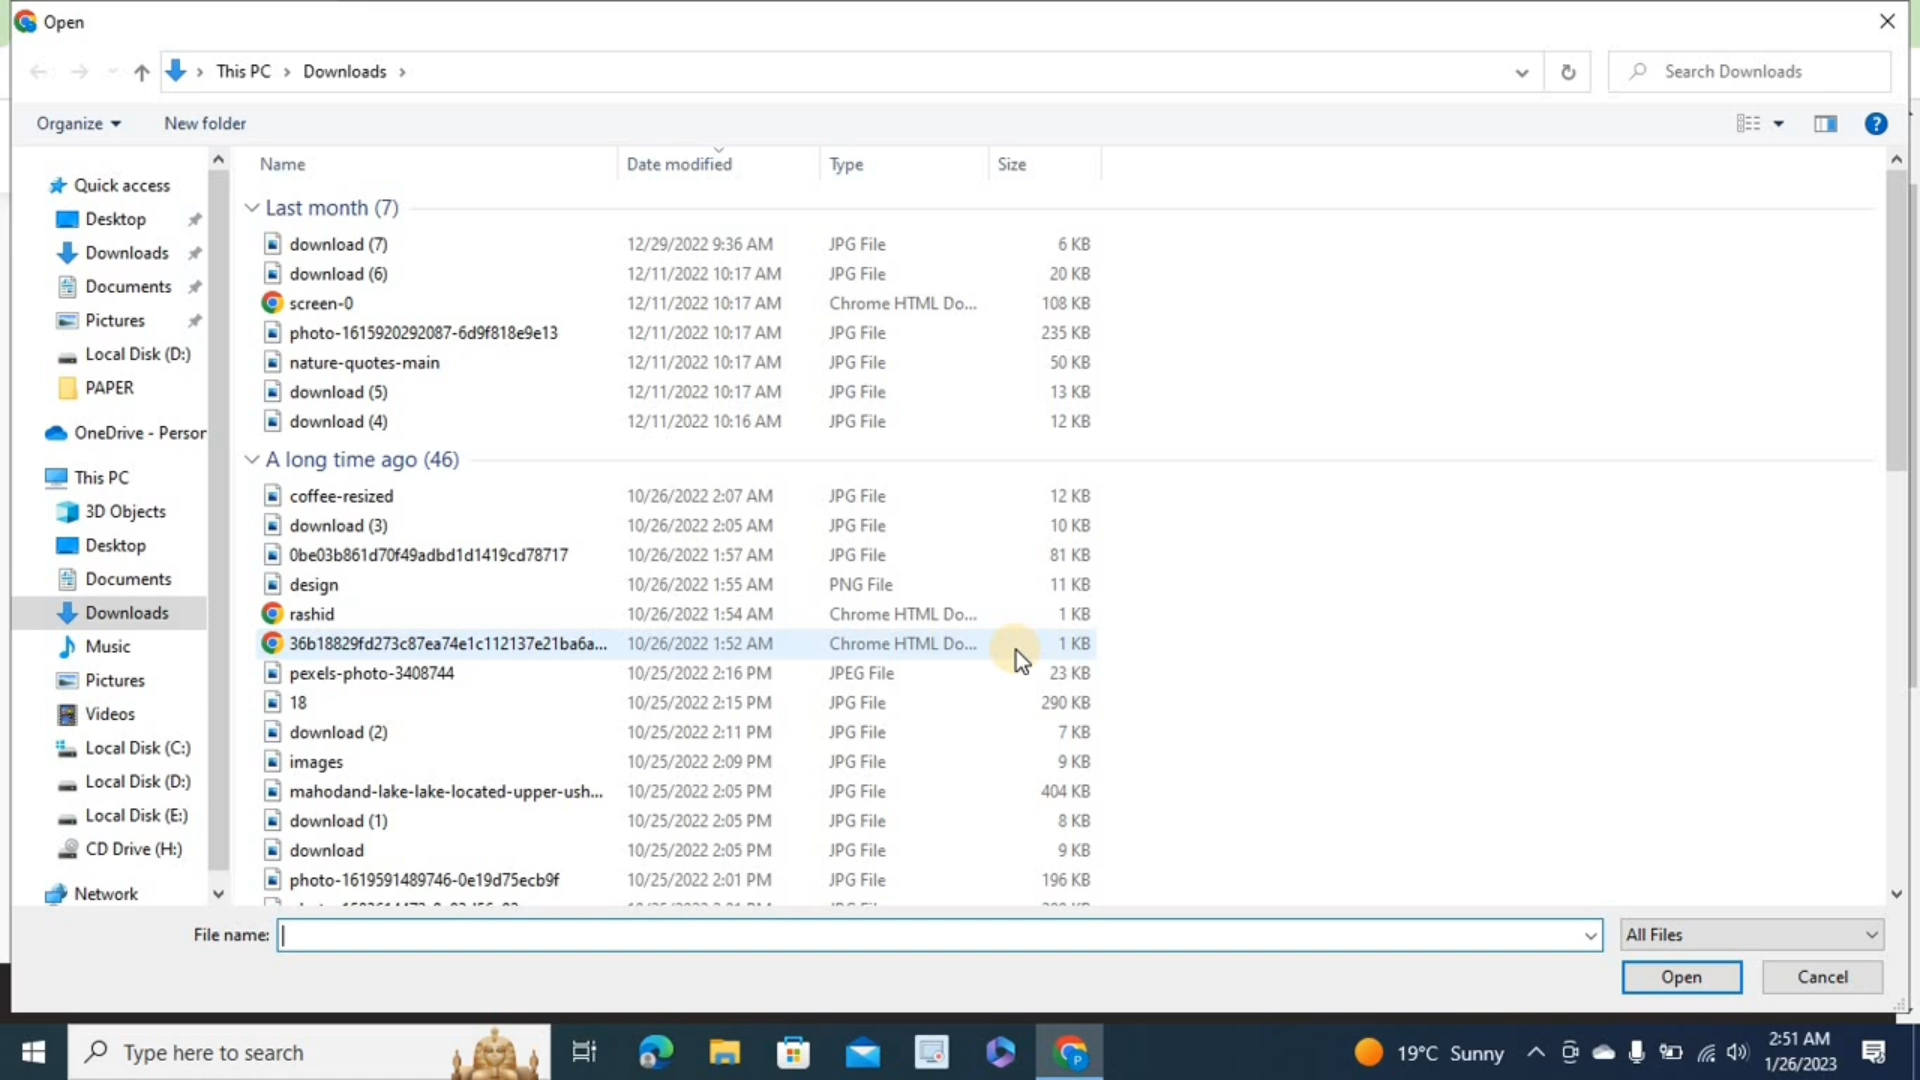 Open
This PC > Downloads >
Search Downloads
Organize
New folder
Name Date modified Type Size
Quick access
Desktop
Downloads
Documents
Pictures
Local Disk (D:)
PAPER
OneDrive - Person
This PC
3D Objects
Desktop
Documents
Downloads
Music
Pictures
Videos
Local Disk (C:)
Local Disk (D:)
Local Disk (E:)
CD Drive (H:)
Network
Last month (7)
download (7) 12/29/2022 9:36 AM JPG File 6 KB
download (6) 12/11/2022 10:17 AM JPG File 20 KB
screen-0 12/11/2022 10:17 AM Chrome HTML Do... 108 KB
photo-1615920292087-6d9f818e9e13 12/11/2022 10:17 AM JPG File 235 KB
nature-quotes-main 12/11/2022 10:17 AM JPG File 50 KB
download (5) 12/11/2022 10:17 AM JPG File 13 KB
download (4) 12/11/2022 10:16 AM JPG File 12 KB
A long time ago (46)
coffee-resized 10/26/2022 2:07 AM JPG File 12 KB
download (3) 10/26/2022 2:05 AM JPG File 10 KB
0be03b861d70f49adbd1d1419cd78717 10/26/2022 1:57 AM JPG File 81 KB
design 10/26/2022 1:55 AM PNG File 11 KB
rashid 10/26/2022 1:54 AM Chrome HTML Do... 1 KB
36b18829fd273c87ea74e1c112137e21ba6a... 10/26/2022 1:52 AM Chrome HTML Do... 1 KB
pexels-photo-3408744 10/25/2022 2:16 PM JPEG File 23 KB
18 10/25/2022 2:15 PM JPG File 290 KB
download (2) 10/25/2022 2:11 PM JPG File 7 KB
images 10/25/2022 2:09 PM JPG File 9 KB
mahodand-lake-lake-located-upper-ush... 10/25/2022 2:05 PM JPG File 404 KB
download (1) 10/25/2022 2:05 PM JPG File 8 KB
download 10/25/2022 2:05 PM JPG File 9 KB
photo-1619591489746-0e19d75ecb9f 10/25/2022 2:01 PM JPG File 196 KB
File name:
All Files
Open
Cancel
Type here to search
19°C Sunny
2:51 AM
1/26/2023